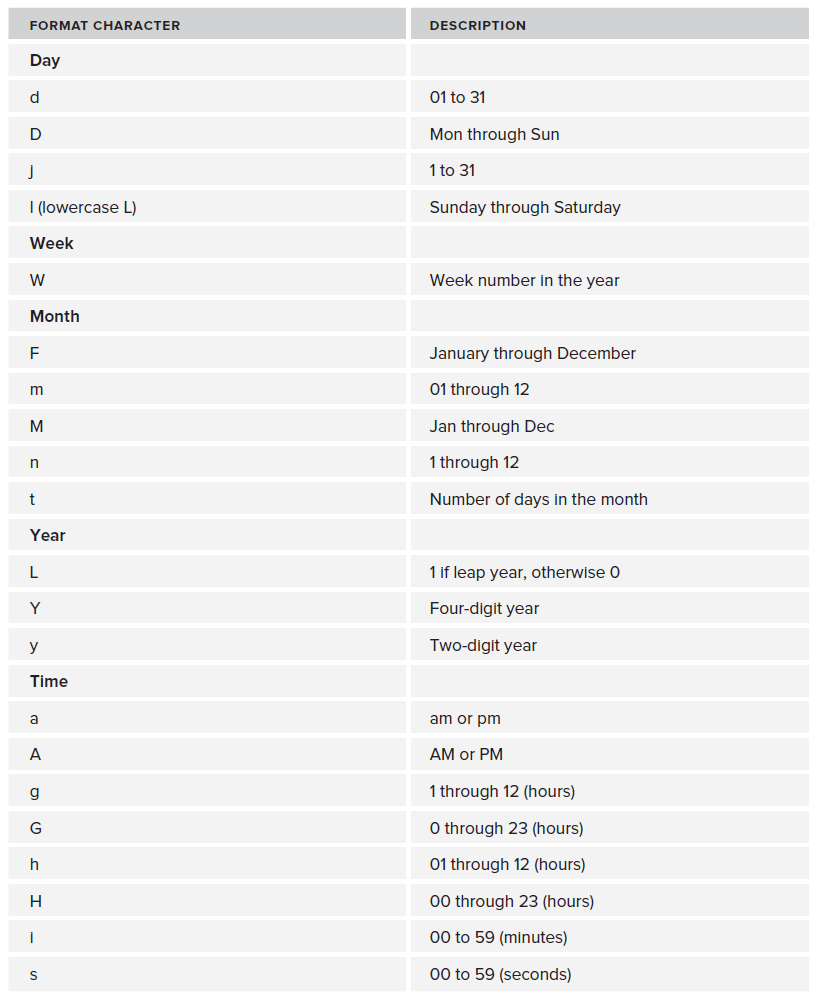 FORMAT CHARACTER DESCRIPTION
Day
d 01 to 31
D Mon through Sun
j 1 to 31
l (lowercase L) Sunday through Saturday
Week
W Week number in the year
Month
F January through December
m 01 through 12
M Jan through Dec
n 1 through 12
t Number of days in the month
Year
L 1 if leap year, otherwise 0
Y Four-digit year
y Two-digit year
Time
a am or pm
A AM or PM
g 1 through 12 (hours)
G 0 through 23 (hours)
h 01 through 12 (hours)
H 00 through 23 (hours)
i 00 to 59 (minutes)
s 00 to 59 (seconds)